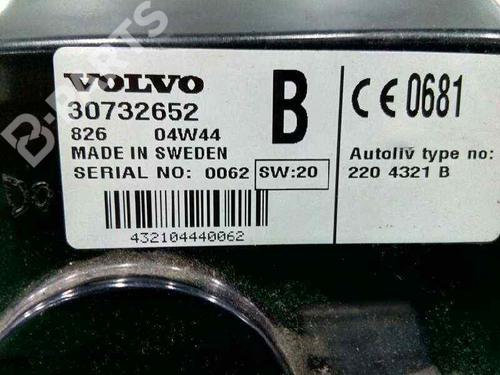 VOLVO
30732652
826 04W44
MADE IN SWEDEN
SERIAL NO: 0062 SW:20
432104440062
B
CE 0681
Autoliv type no:
220 4321 B
B-PARTS